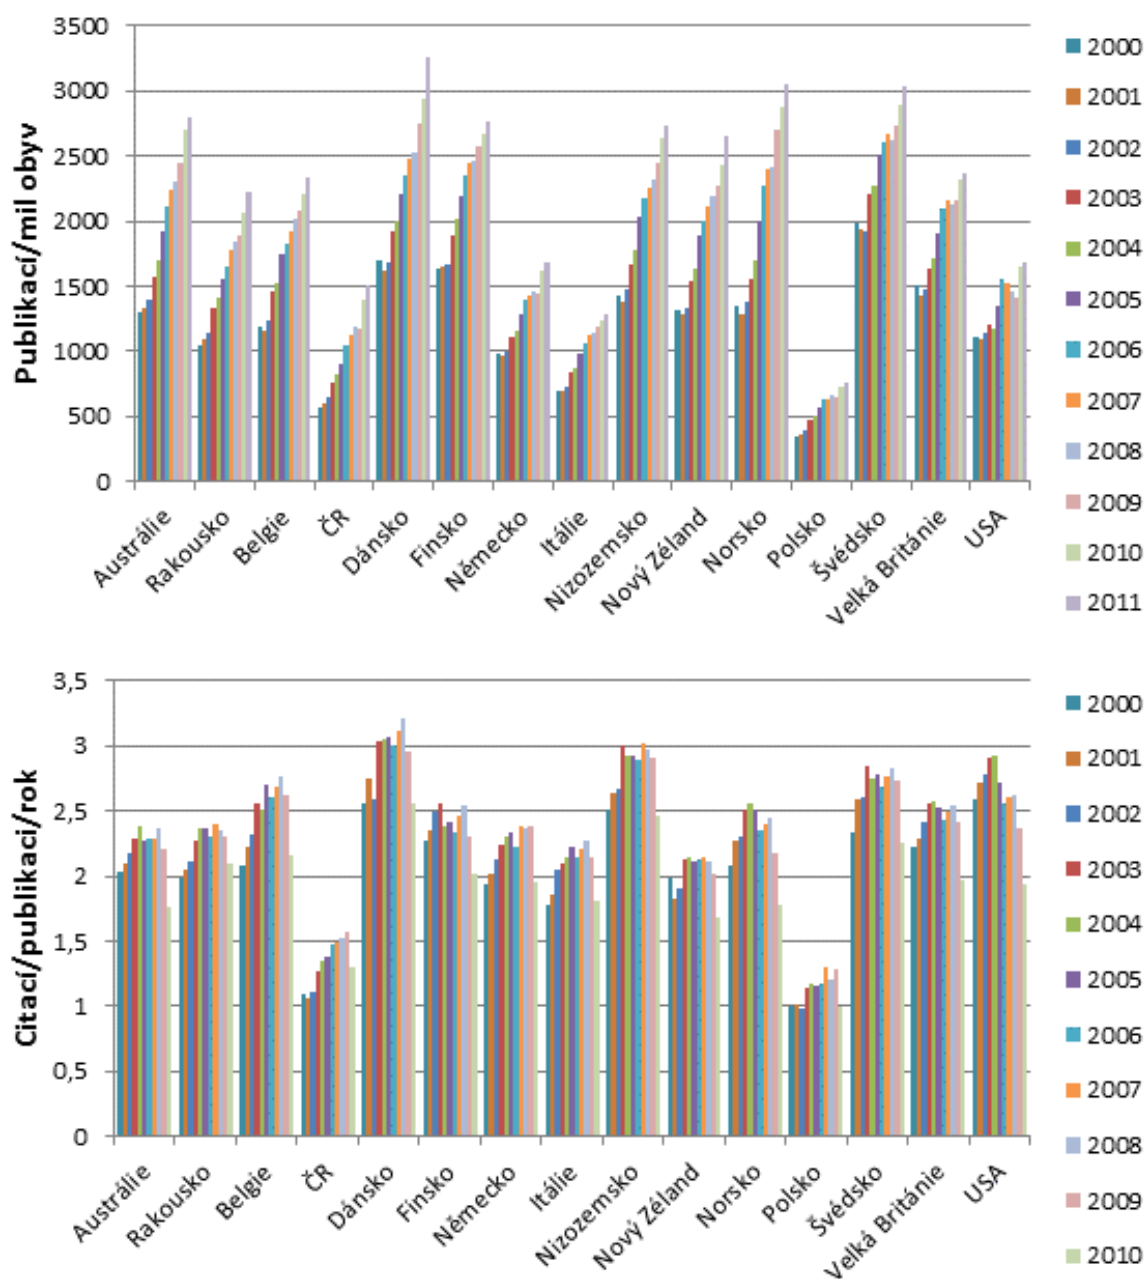 Publikací/mil obyv
3500
3000
2500
2000
1500
1000
500
0
Austrálie
Rakousko
Belgie
ČR
Dánsko
Finsko
Německo
Itálie
Nizozemsko
Nový Zéland
Norsko
Polsko
Švédsko
Velká Británie
USA
2000
2001
2002
2003
2004
2005
2006
2007
2008
2009
2010
2011
Citací/publikaci/rok
3,5
3
2,5
2
1,5
1
0,5
0
Austrálie
Rakousko
Belgie
ČR
Dánsko
Finsko
Německo
Itálie
Nizozemsko
Nový Zéland
Norsko
Polsko
Švédsko
Velká Británie
USA
2000
2001
2002
2003
2004
2005
2006
2007
2008
2009
2010